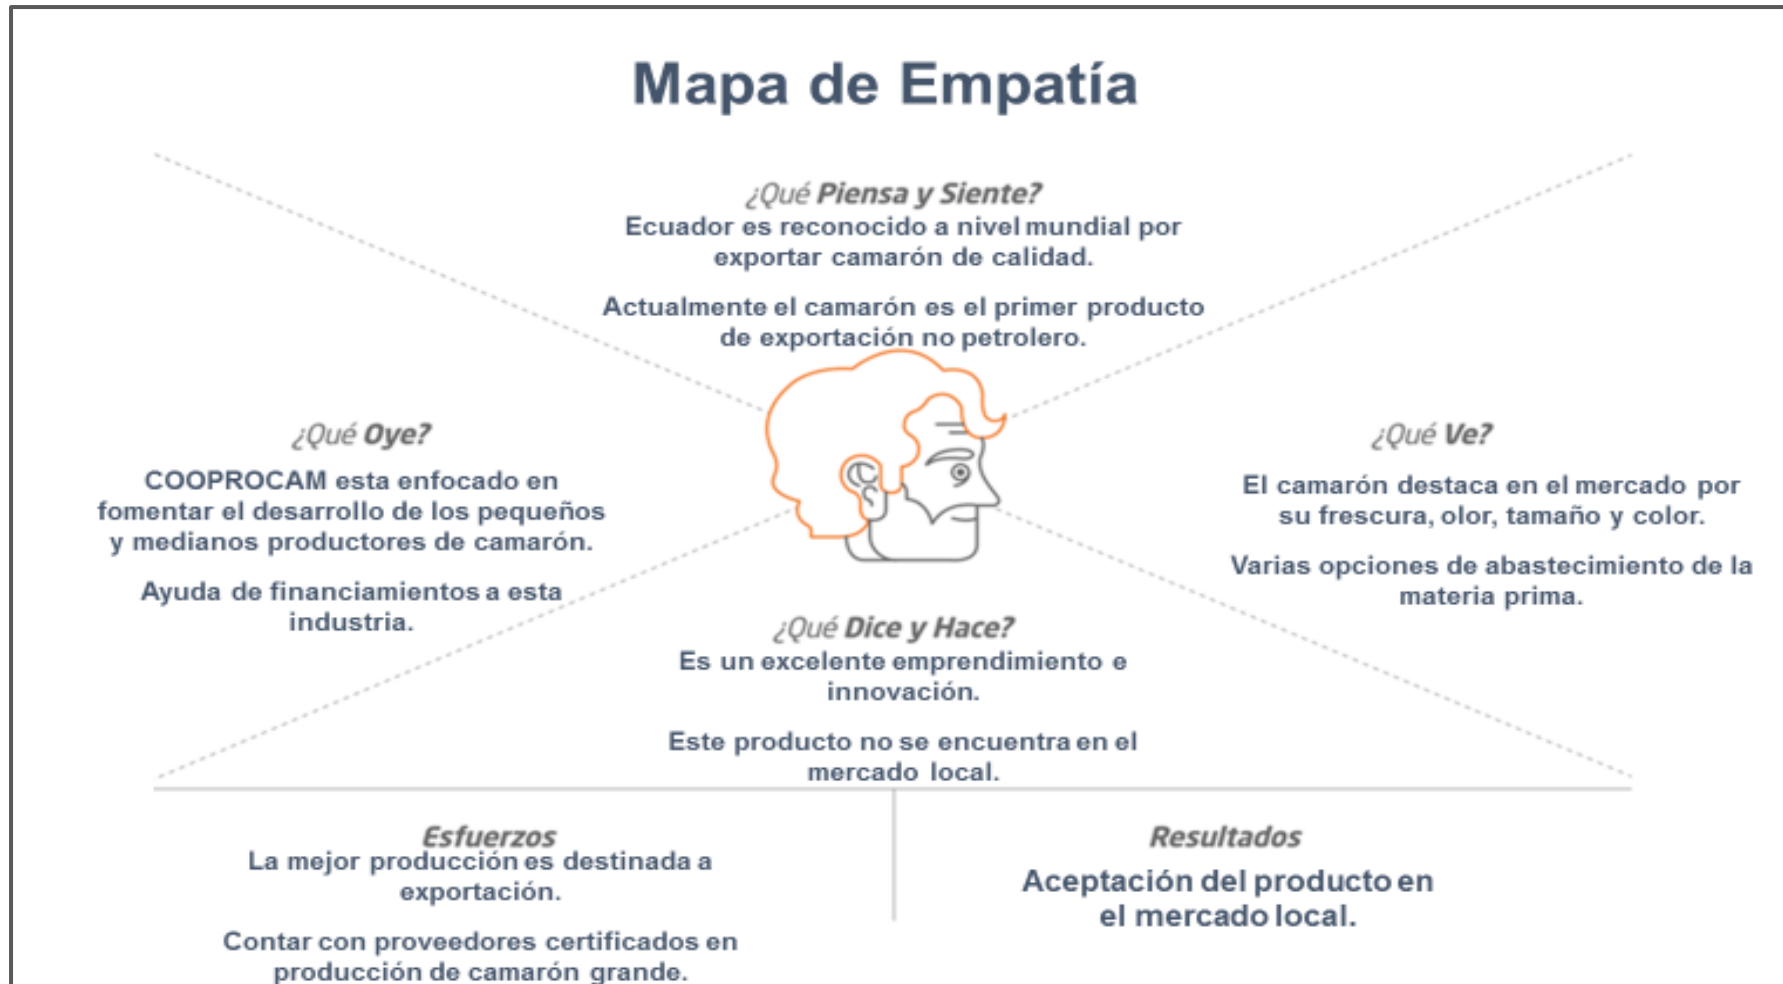 Mapa de Empatía
¿Qué Piensa y Siente?
Ecuador es reconocido a nivel mundial por
exportar camarón de calidad.
Actualmente el camarón es el primer producto
de exportación no petrolero.
¿Qué Oye?
COOPROCAM esta enfocado en
fomentar el desarrollo de los pequeños
y medianos productores de camarón.
Ayuda de financiamientos a esta
industria.
¿Qué Ve?
El camarón destaca en el mercado por
su frescura, olor, tamaño y color.
Varias opciones de abastecimiento de la
materia prima.
¿Qué Dice y Hace?
Es un excelente emprendimiento e
innovación.
Este producto no se encuentra en el
mercado local.
Esfuerzos
La mejor producción es destinada a
exportación.
Contar con proveedores certificados en
producción de camarón grande.
Resultados
Aceptación del producto en
el mercado local.